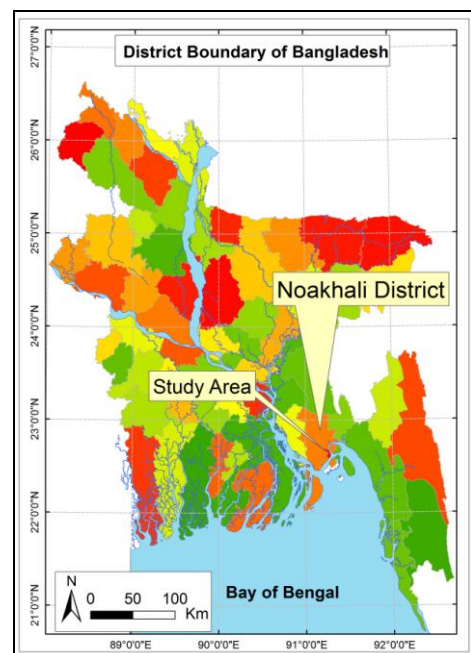 District Boundary of Bangladesh
27°0'0"N
26°0'0"N
25°0'0"N
24°0'0"N
23°0'0"N
22°0'0"N
21°0'0"N
Noakhali District
Study Area
N
0 50 100
Km
Bay of Bengal
89°0'0"E 90°0'0"E 91°0'0"E 92°0'0"E